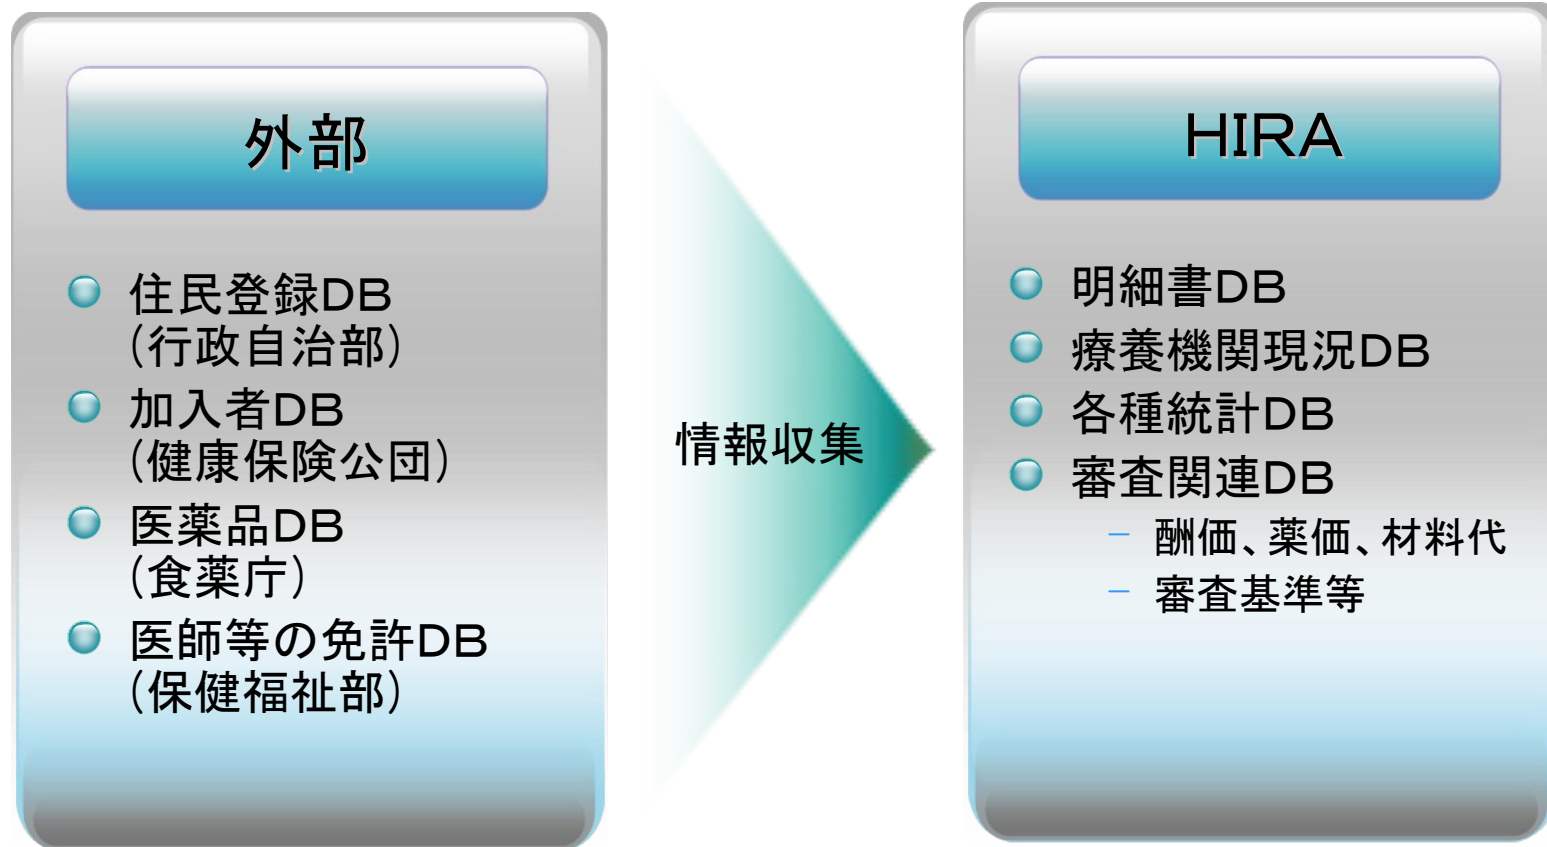 外部
住民登録DB
(行政自治部)
加入者DB
(健康保険公団)
医薬品DB
(食薬庁)
医師等の免許DB
(保健福祉部)
情報収集
HIRA
明細書DB
療養機関現況DB
各種統計DB
審査関連DB
– 酬価、薬価、材料代
– 審査基準等